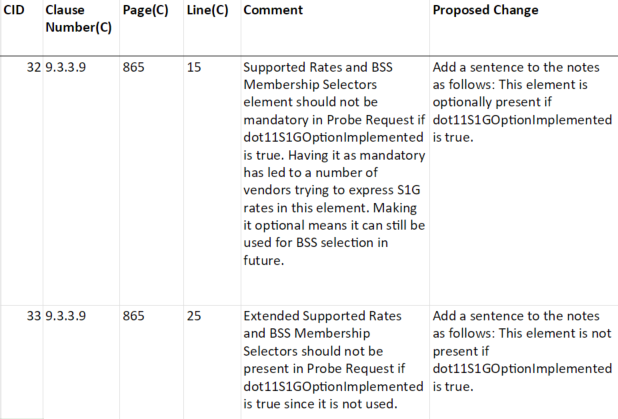 CID Clause Page(C) Line(C) Comment Proposed Change
Number(C)
32 9.3.3.9 865 15 Supported Rates and BSS Add a sentence to the notes
Membership Selectors as follows: This element is
element should not be optionally present if
mandatory in Probe Request if dot11S1GOptionImplemented
dot11S1GOptionImplemented is true.
is true. Having it as mandatory
has led to a number of
vendors trying to express S1G
rates in this element. Making
it optional means it can still be
used for BSS selection in
future.
33 9.3.3.9 865 25 Extended Supported Rates Add a sentence to the notes
and BSS Membership as follows: This element is not
Selectors should not be present if
present in Probe Request if dot11S1GOptionImplemented
dot11S1GOptionImplemented is true.
is true since it is not used.